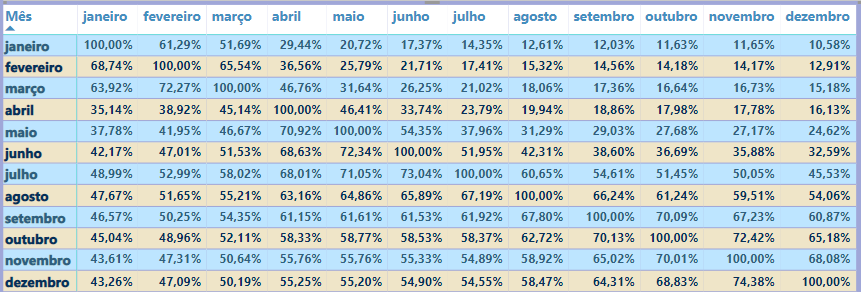 Mês janeiro fevereiro março abril maio junho julho agosto setembro outubro novembro dezembro
janeiro 100,00% 61,29% 51,69% 29,44% 20,72% 17,37% 14,35% 12,61% 12,03% 11,63% 11,65% 10,58%
fevereiro 68,74% 100,00% 65,54% 36,56% 25,79% 21,71% 17,41% 15,32% 14,56% 14,18% 14,17% 12,91%
março 63,92% 72,27% 100,00% 46,76% 31,64% 26,25% 21,02% 18,06% 17,36% 16,64% 16,73% 15,18%
abril 35,14% 38,92% 45,14% 100,00% 46,41% 33,74% 23,79% 19,94% 18,86% 17,98% 17,78% 16,13%
maio 37,78% 41,95% 46,67% 70,92% 100,00% 54,35% 37,96% 31,29% 29,03% 27,68% 27,17% 24,62%
junho 42,17% 47,01% 51,53% 68,63% 72,34% 100,00% 51,95% 42,31% 38,60% 36,69% 35,88% 32,59%
julho 48,99% 52,99% 58,02% 68,01% 71,05% 73,04% 100,00% 60,65% 54,61% 51,45% 50,05% 45,53%
agosto 47,67% 51,65% 55,21% 63,16% 64,86% 65,89% 67,19% 100,00% 66,24% 61,24% 59,51% 54,06%
setembro 46,57% 50,25% 54,35% 61,15% 61,61% 61,53% 61,92% 67,80% 100,00% 70,09% 67,23% 60,87%
outubro 45,04% 48,96% 52,11% 58,33% 58,77% 58,53% 58,37% 62,72% 70,13% 100,00% 72,42% 65,18%
novembro 43,61% 47,31% 50,64% 55,76% 55,76% 55,33% 54,89% 58,92% 65,02% 70,01% 100,00% 68,08%
dezembro 43,26% 47,09% 50,19% 55,25% 55,20% 54,90% 54,55% 58,47% 64,31% 68,83% 74,38% 100,00%